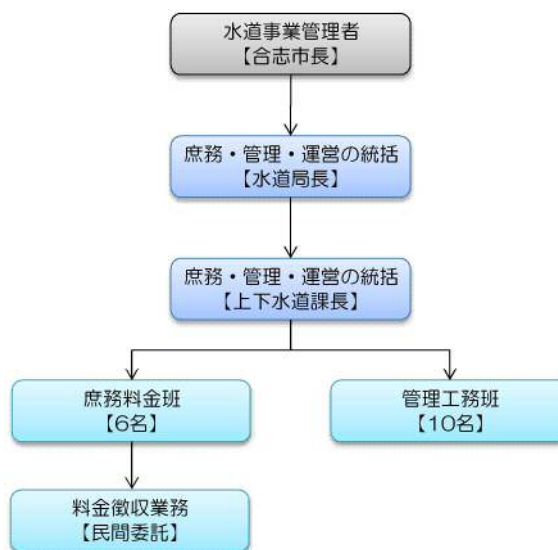 水道事業管理者
【合志市長】
庶務・管理・運営の統括
【水道局長】
庶務・管理・運営の統括
【上下水道課長】
庶務料金班
【6名】
管理工務班
【10名】
料金徴収業務
【民間委託】